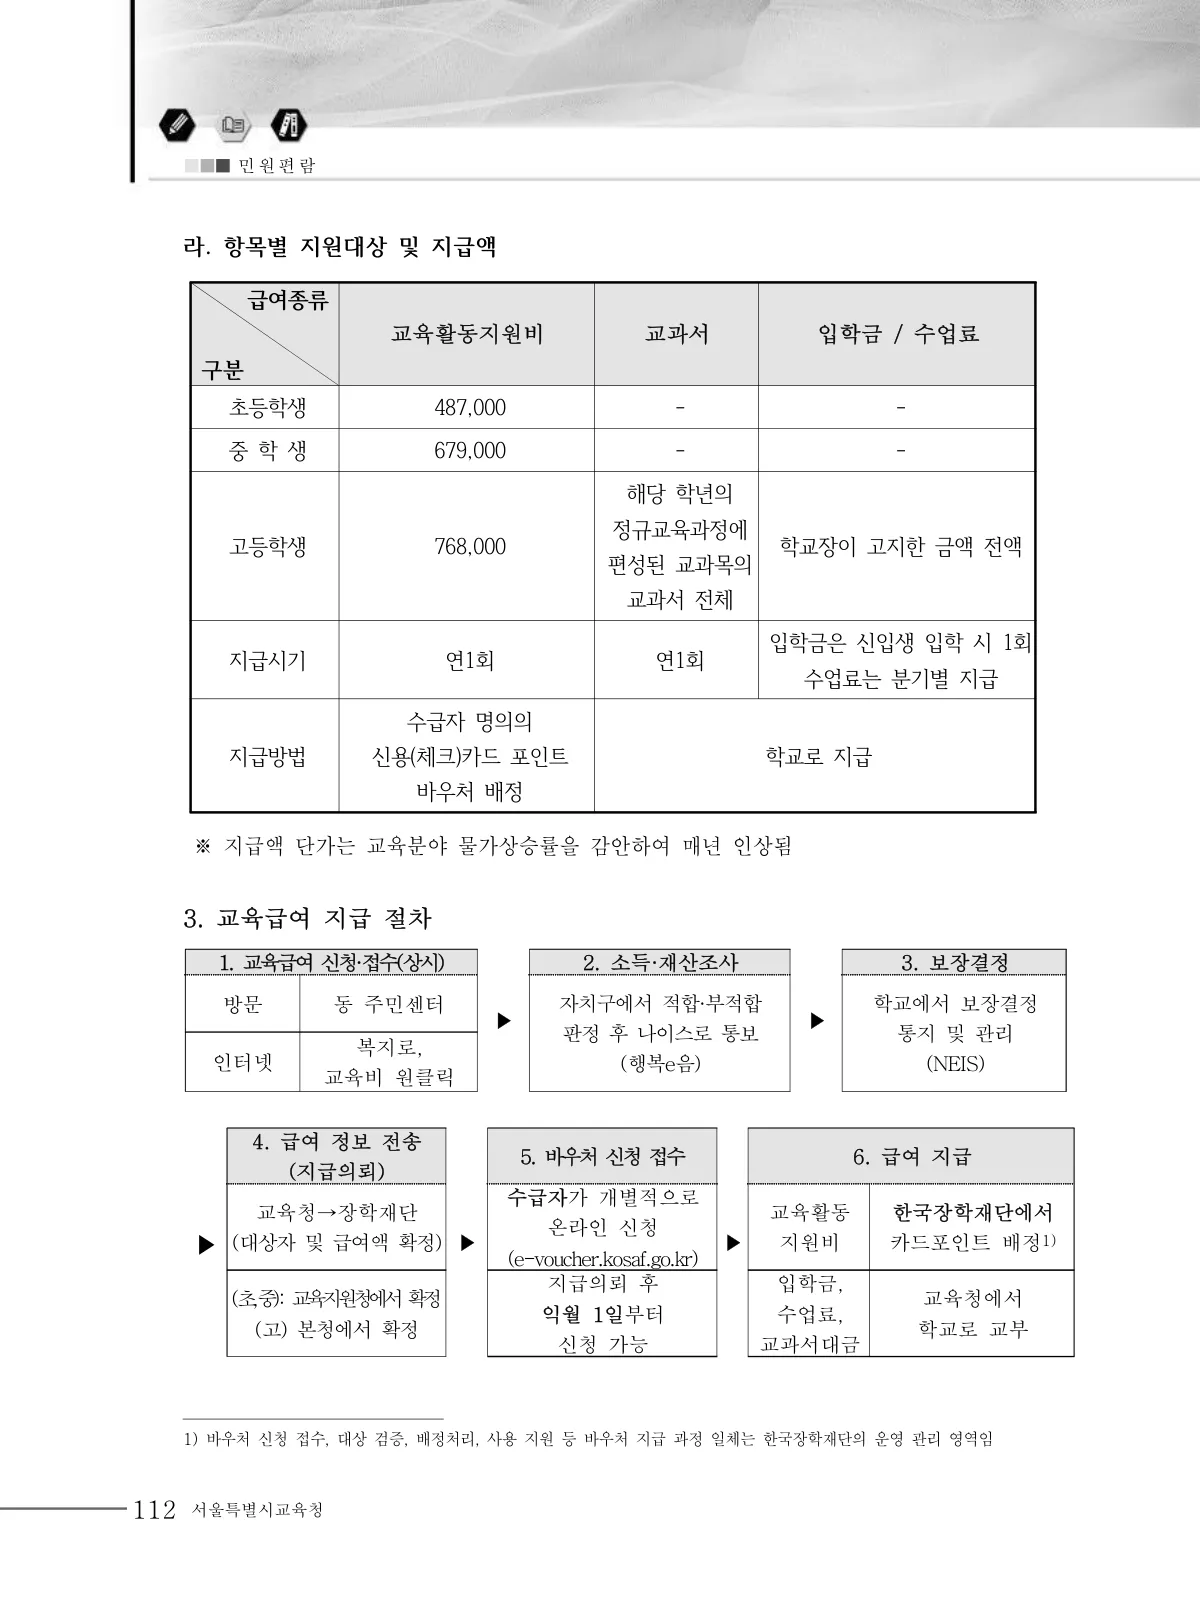 민원편람
라. 항목별 지원대상 및 지급액
급여종류
구분
교육활동지원비
교과서
입학금 / 수업료
초등학생
487,000
-
-
중 학 생
679,000
-
-
고등학생
768,000
해당 학년의
정규교육과정에
편성된 교과목의
교과서 전체
학교장이 고지한 금액 전액
지급시기
연1회
연1회
입학금은 신입생 입학 시 1회
수업료는 분기별 지급
지급방법
수급자 명의의
신용(체크)카드 포인트
바우처 배정
학교로 지급
※ 지급액 단가는 교육분야 물가상승률을 감안하여 매년 인상됨
3. 교육급여 지급 절차
1. 교육급여 신청·접수(상시)
방문
동 주민센터
인터넷
복지로,
교육비 원클릭
▶
2. 소득·재산조사
자치구에서 적합·부적합
판정 후 나이스로 통보
(행복e음)
▶
3. 보장결정
학교에서 보장결정
통지 및 관리
(NEIS)
▶
4. 급여 정보 전송
(지급의뢰)
교육청→장학재단
(대상자 및 급여액 확정)
(초,중): 교육지원청에서 확정
(고) 본청에서 확정
▶
5. 바우처 신청 접수
수급자가 개별적으로
온라인 신청
(e-voucher.kosaf.go.kr)
지급의뢰 후
익월 1일부터
신청 가능
▶
6. 급여 지급
교육활동
지원비
한국장학재단에서
카드포인트 배정1)
입학금,
수업료,
교과서대금
교육청에서
학교로 교부
1) 바우처 신청 접수, 대상 검증, 배정처리, 사용 지원 등 바우처 지급 과정 일체는 한국장학재단의 운영 관리 영역임
112 서울특별시교육청